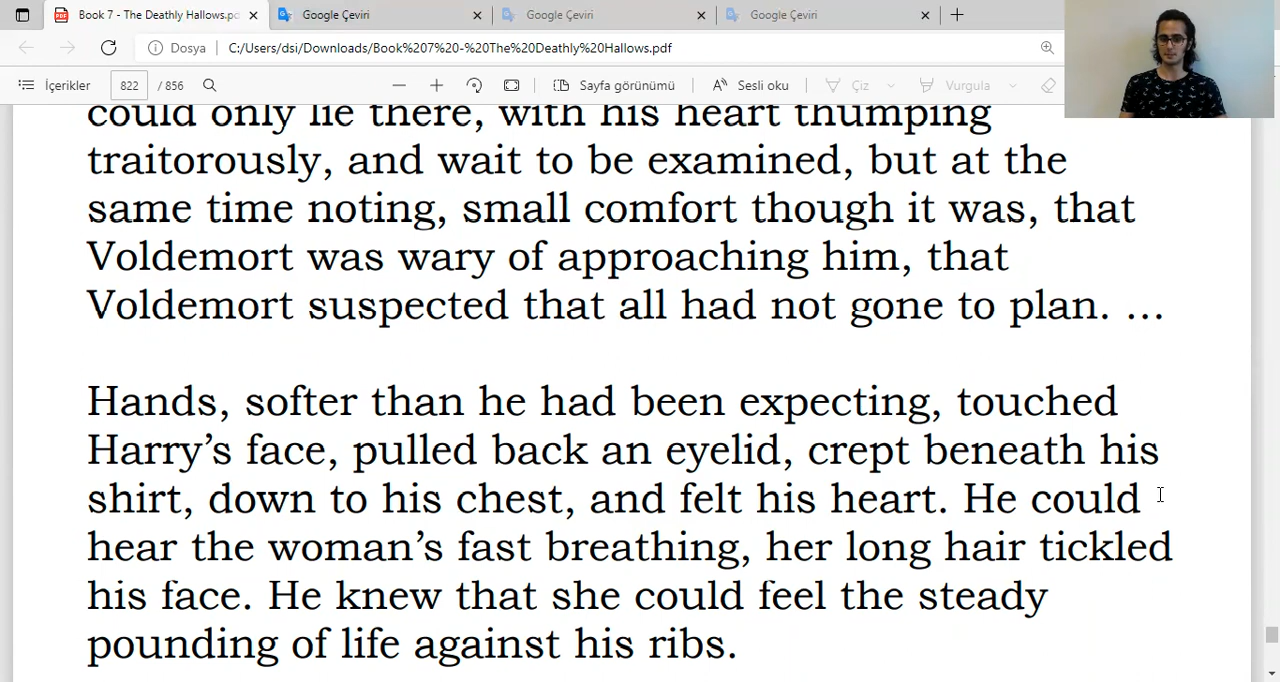 Book 7 - The Deathly Hallows.pd
Google Çeviri
Google Çeviri
Google Çeviri
Dosya
C:/Users/dsi/Downloads/Book%207%20-%20The%20Deathly%20Hallows.pdf
İçerikler
822 / 856
Sayfa görünümü
Sesli oku
Çiz
Vurgula
could only lie there, with his heart thumping
traitorously, and wait to be examined, but at the
same time noting, small comfort though it was, that
Voldemort was wary of approaching him, that
Voldemort suspected that all had not gone to plan. …
Hands, softer than he had been expecting, touched
Harry’s face, pulled back an eyelid, crept beneath his
shirt, down to his chest, and felt his heart. He could
hear the woman’s fast breathing, her long hair tickled
his face. He knew that she could feel the steady
pounding of life against his ribs.